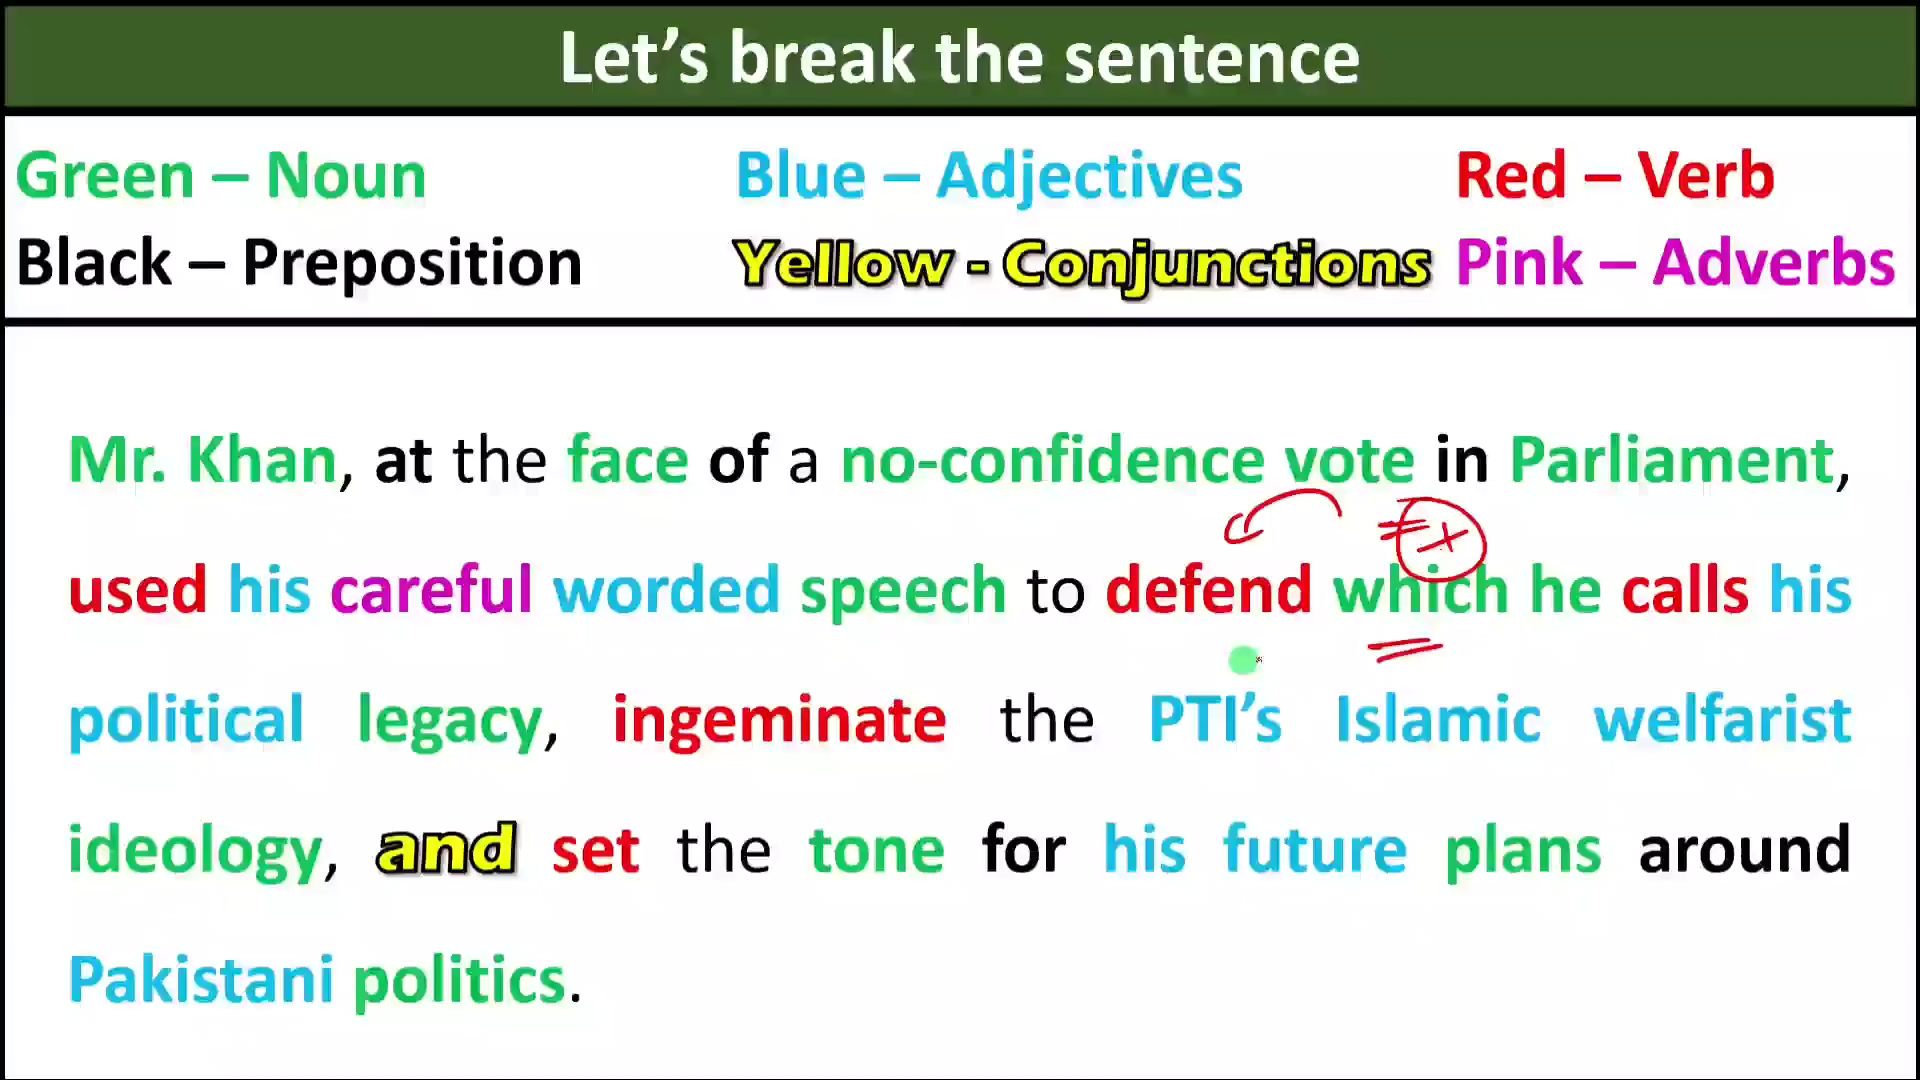 Let’s break the sentence
Green – Noun Blue – Adjectives Red – Verb
Black – Preposition Yellow - Conjunctions Pink – Adverbs
Mr. Khan, at the face of a no-confidence vote in Parliament,
used his careful worded speech to defend which he calls his
political legacy, ingeminate the PTI’s Islamic welfarist
ideology, and set the tone for his future plans around
Pakistani politics.